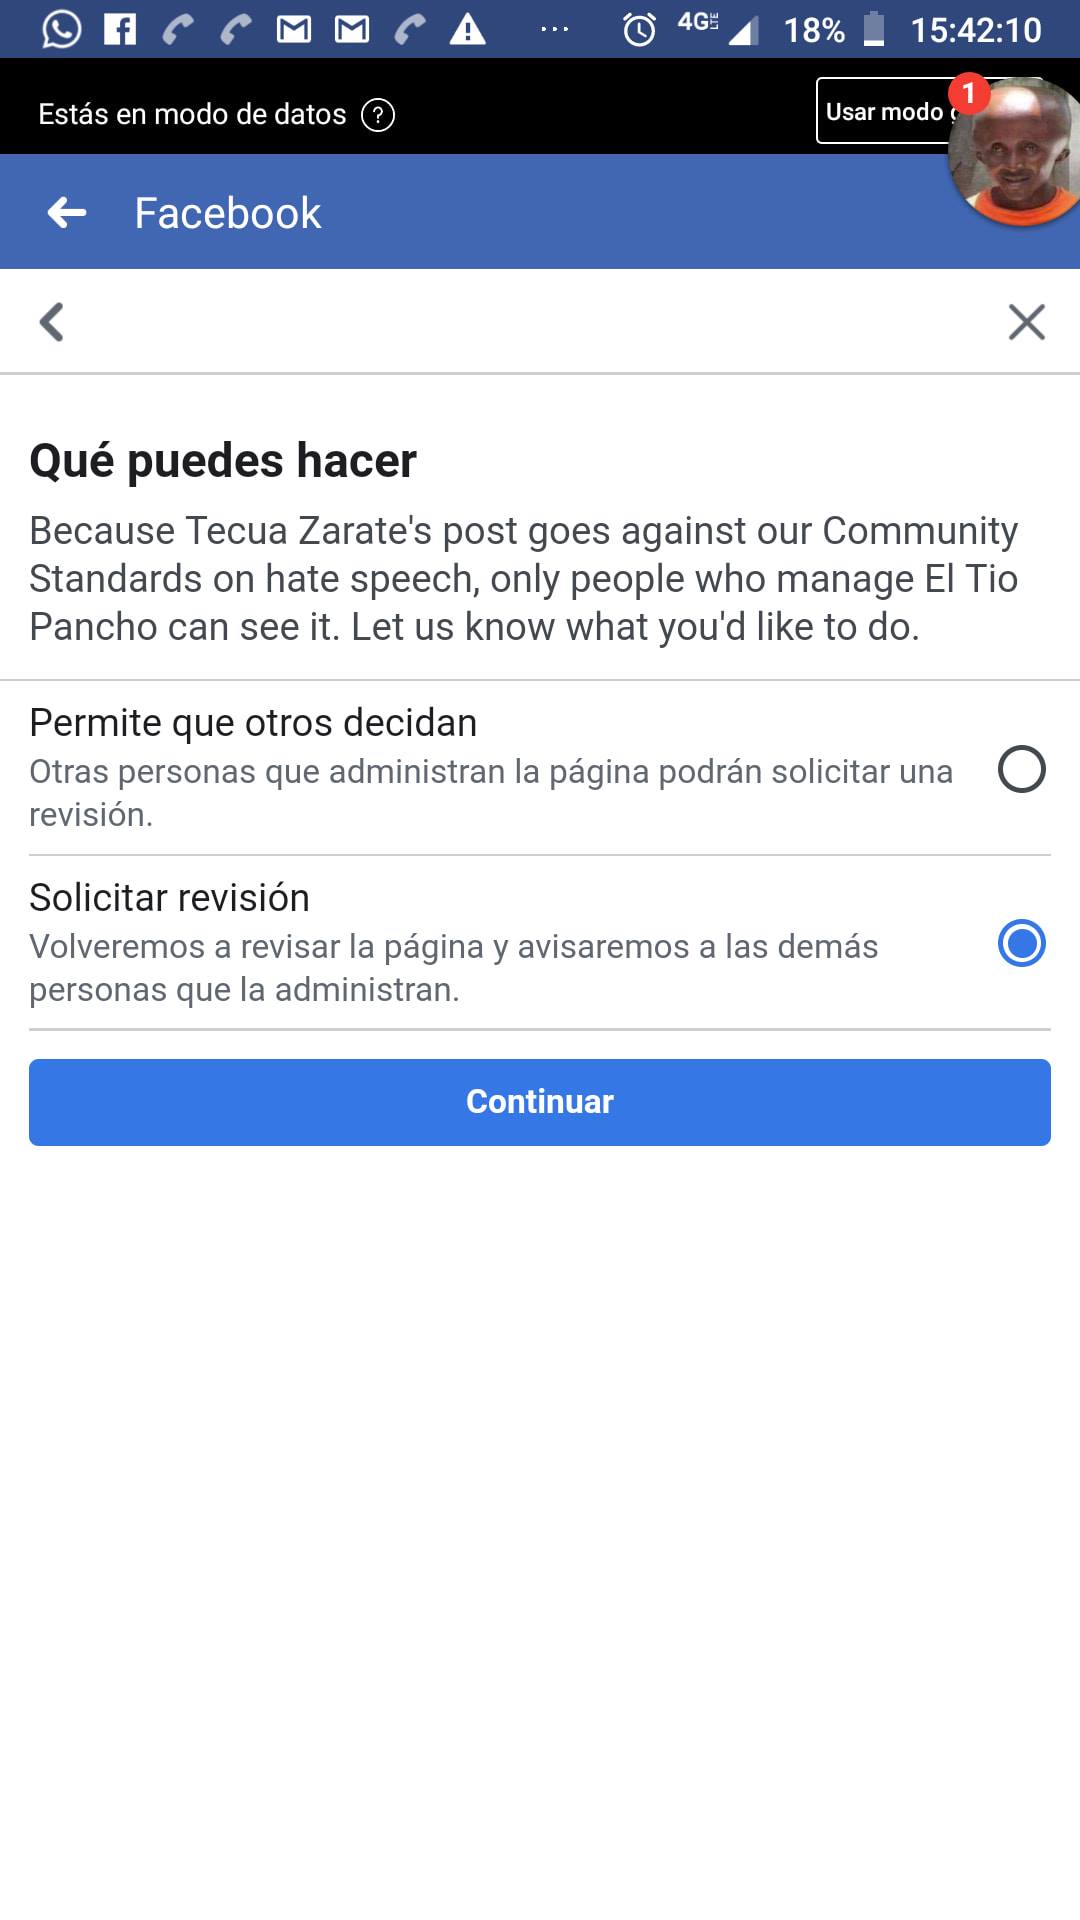 4G LTE 18% 15:42:10
Estás en modo de datos ?
Usar modo
1
Facebook
Qué puedes hacer
Because Tecua Zarate's post goes against our Community
Standards on hate speech, only people who manage El Tio
Pancho can see it. Let us know what you'd like to do.
Permite que otros decidan
Otras personas que administran la página podrán solicitar una
revisión.
Solicitar revisión
Volveremos a revisar la página y avisaremos a las demás
personas que la administran.
Continuar